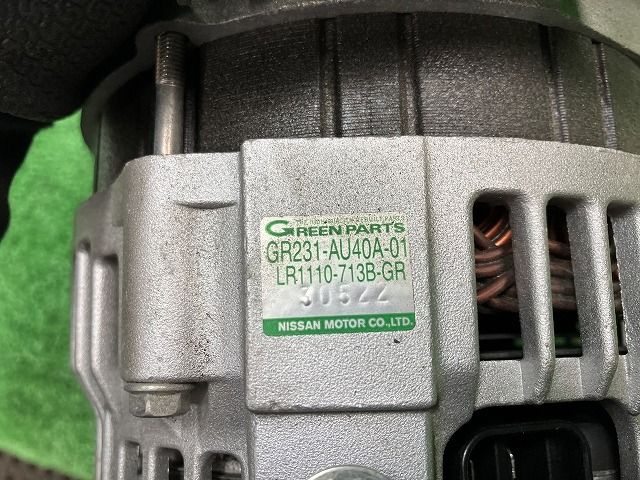 GREEN PARTS
GR231-AU40A-01
LR1110-713B-GR
30522
NISSAN MOTOR CO.,LTD.